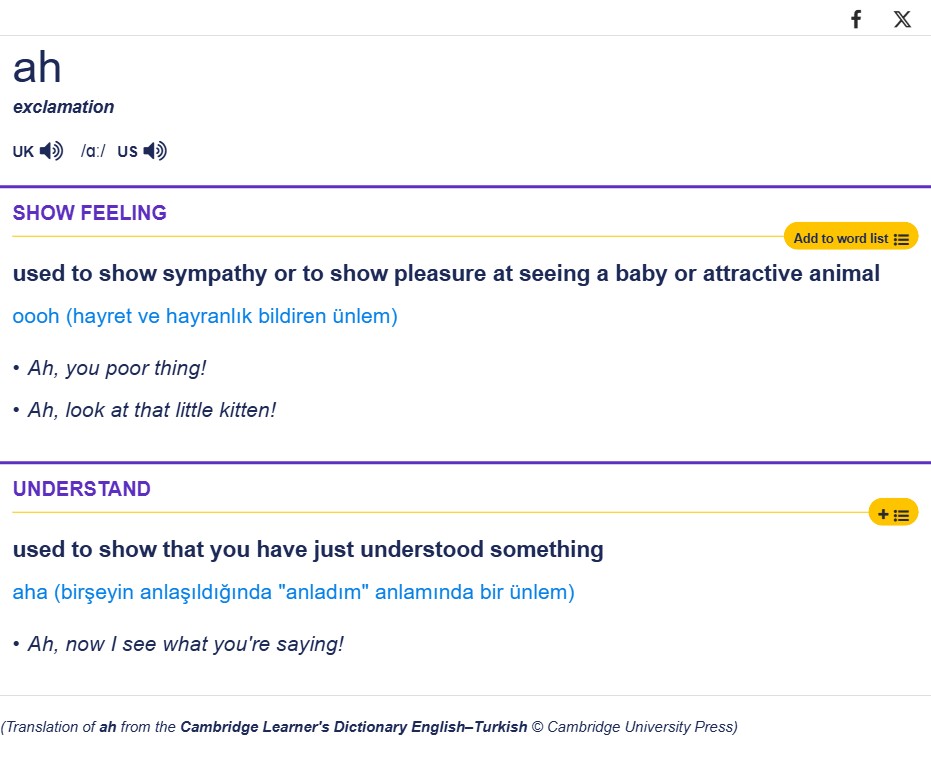 ah
exclamation
UK /ɑː/ US
SHOW FEELING
Add to word list
used to show sympathy or to show pleasure at seeing a baby or attractive animal
oooh (hayret ve hayranlık bildiren ünlem)
• Ah, you poor thing!
• Ah, look at that little kitten!
UNDERSTAND
used to show that you have just understood something
aha (birşeyin anlaşıldığında "anladım" anlamında bir ünlem)
• Ah, now I see what you're saying!
(Translation of ah from the Cambridge Learner's Dictionary English–Turkish © Cambridge University Press)